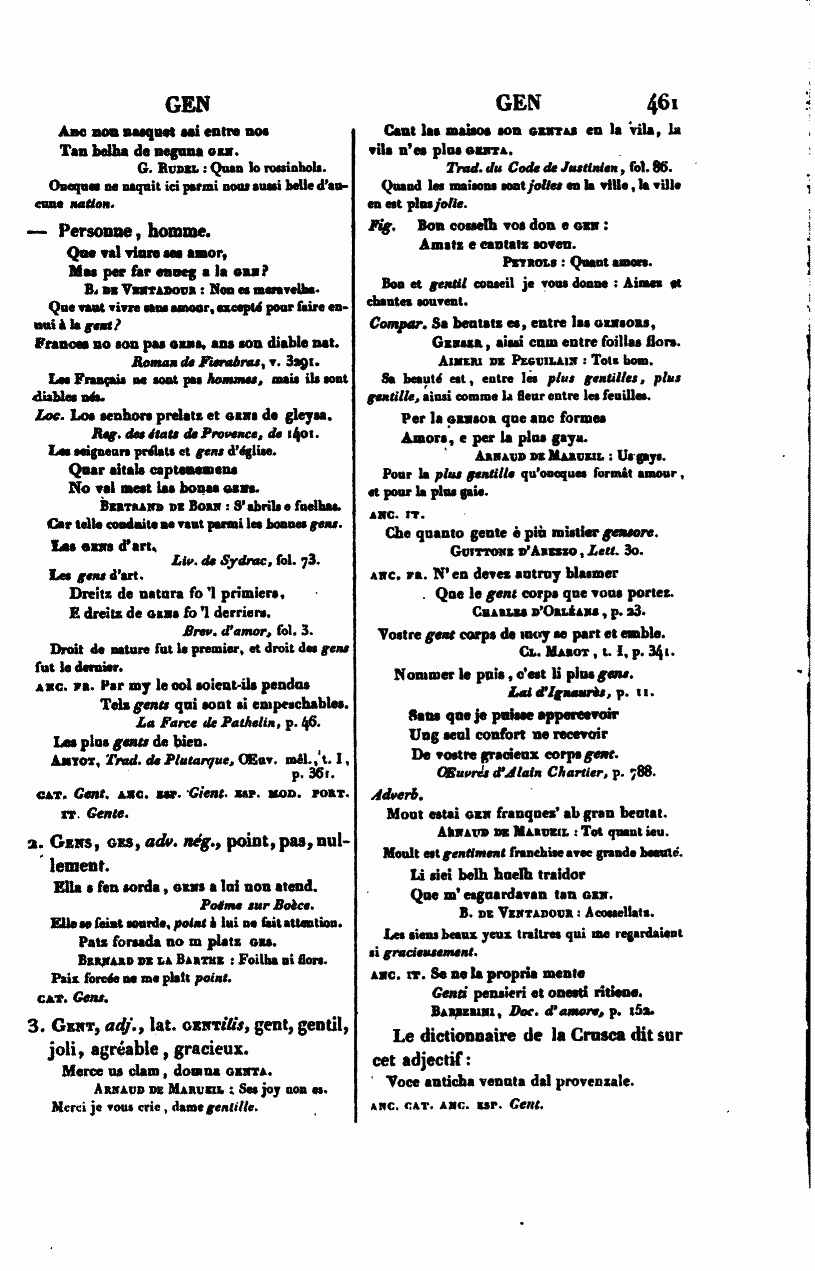 GEN
Anc non nasquet sai entre nos
Tan belha de neguna GEN.
G. RUDEL : Quan lo rossinhols.
Oncques ne naquit ici parmi nous aussi belle d'au-
cune nation.
— Personne, homme.
Que val viure ses amor,
Mas per far enueg a la GEN?
B. DE VENTADOUR : Non es meravelha.
Que vaut vivre sans amour, excepté pour faire en-
nui à la gent?
Frances no son pas GENS, ans son diable nat.
Roman de Fierabras, v. 3291.
Les Français ne sont pas hommes, mais ils sont
diables nés.
Loc. Los senhors prelatz et GENS de gleysa.
Reg. des états de Provence, de 1401.
Les seigneurs prélats et gens d'église.
Quar aitals captenemens
No val mest las bonas GENS.
BERTRAND DE BORN : S'abrils e fuelhas.
Car telle conduite ne vaut parmi les bonnes gens.
Las GENS d'art.
Liv. de Sydrac, fol. 73.
Les gens d'art.
Dreitz de natura fo 'l primiers,
E dreitz de GENS fo 'l derriers.
Brev. d'amor, fol. 3.
Droit de nature fut le premier, et droit des gens
fut le dernier.
ANC. FR. Par my le col soient-ils pendus
Telz gents qui sont si empeschables.
La Farce de Pathelin, p. 46.
Les plus gents de bien.
AMYOT, Trad. de Plutarque, OEuv. mêl., t. I,
p. 361.
CAT. Gent. ANC. ESP. Gient. ESP. MOD. PORT.
IT. Gente.
2. GENS, GES, adv. nég., point, pas, nul-
lement.
Ella s fen sorda, GENS a lui non atend.
Poëme sur Boèce.
Elle se feint sourde, point à lui ne fait attention.
Patz forsada no m platz GES.
BERNARD DE LA BARTHE : Foilha ni flors.
Paix forcée ne me plaît point.
CAT. Gens.
3. GENT, adj., lat. GENTilis, gent, gentil,
joli, agréable, gracieux.
Merce us clam, domna GENTA.
ARNAUD DE MARUEIL : Ses joy non es.
Merci je vous crie, dame gentille.
GEN 461
Cant las maisos son GENTAS en la vila, la
vila n'es plus GENTA.
Trad. du Code de Justinien, fol. 86.
Quand les maisons sont jolies en la ville, la ville
en est plus jolie.
Fig. Bon cosselh vos don e GEN :
Amatz e cantatz soven.
PEYROLS : Quant amors.
Bon et gentil conseil je vous donne : Aimez et
chantez souvent.
Compar. Sa beutatz es, entre las GENSORS,
GENSER, aissi cum entre foillas flors.
AIMERI DE PEGUILAIN : Totz hom.
Sa beauté est, entre les plus gentilles, plus
gentille, ainsi comme la fleur entre les feuilles.
Per la GENSOR que anc formes
Amors, e per la plus gaya.
ARNAUD DE MARUEIL : Us gays.
Pour la plus gentille qu'oncques formât amour,
et pour la plus gaie.
ANC. IT.
Che quanto gente è più mistier gensore.
GUITTONE D'AREZZO, Lett. 30.
ANC. FR. N'en devez autruy blasmer
Que le gent corps que vous portez.
CHARLES D'ORLÉANS, p. 23.
Vostre gent corps de moy se part et emble.
CL. MAROT, t. I, p. 341.
Nommer le puis, c'est li plus gens.
Lai d'Ignaurès, p. 11.
Sans que je puisse appercevoir
Ung seul confort ne recevoir
De vostre gracieux corps gent.
OEuvres d'Alain Chartier, p. 788.
Adverb.
Mout estai GEN franquez' ab gran beutat.
ARNAUD DE MARUEIL : Tot quant ieu.
Moult est gentiment franchise avec grande beauté.
Li siei belh huelh traidor
Que m' esguardavan tan GEN.
B. DE VENTADOUR : Acossellatz.
Les siens beaux yeux traîtres qui me regardaient
si gracieusement.
ANC. IT. Se ne la propria mente
Genti pensieri et onesti ritiene.
BARBERINI, Doc. d'amore, p. 152.
Le dictionnaire de la Crusca dit sur
cet adjectif :
Voce anticha venuta dal provenzale.
ANC. CAT. ANC. ESP. Gent.